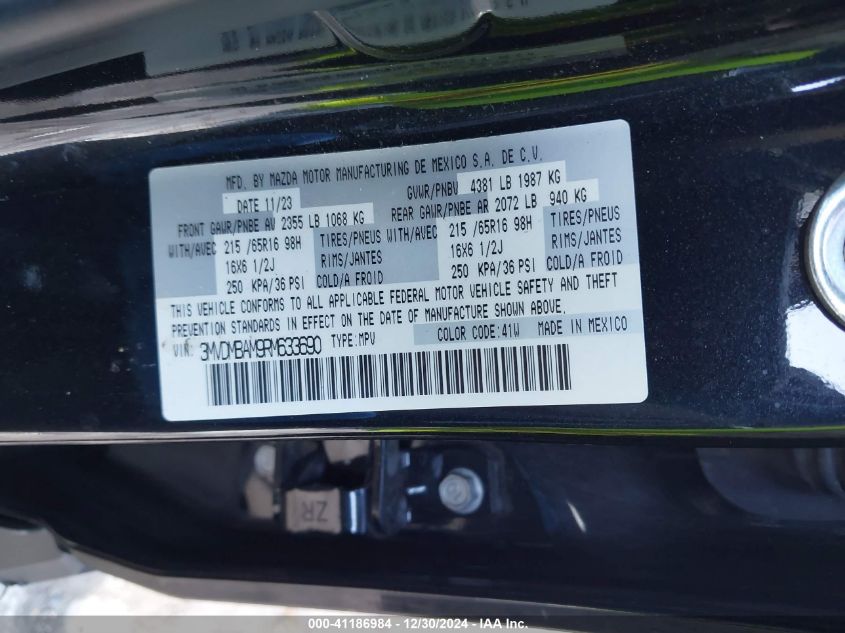 MFD. BY MAZDA MOTOR MANUFACTURING DE MEXICO S.A. DE C.V.
DATE 11/23 GVWR/PNBV 4381 LB 1987 KG
FRONT GAWR/PNBE AV 2355 LB 1068 KG REAR GAWR/PNBE AR 2072 LB 940 KG
WITH/AVEC 215 /65R16 98H TIRES/PNEUS WITH/AVEC 215 /65R16 98H TIRES/PNEUS
16X6 1/2J RIMS/JANTES 16X6 1/2J RIMS/JANTES
250 KPA/36 PSI COLD/A FROID 250 KPA/36 PSI COLD/A FROID
THIS VEHICLE CONFORMS TO ALL APPLICABLE FEDERAL MOTOR VEHICLE SAFETY AND THEFT
PREVENTION STANDARDS IN EFFECT ON THE DATE OF MANUFACTURE SHOWN ABOVE.
VIN: 3MVDMBAM9RM633690 TYPE:MPV COLOR CODE:41W MADE IN MEXICO
ZR
000-41186984 - 12/30/2024 - © IAA, Inc.